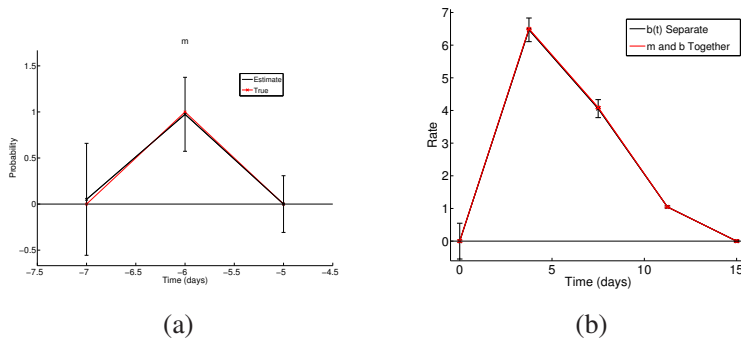 m
Estimate
True
1.5
1
0.5
0
−0.5
Probability
−7.5
−7
−6.5
−6
−5.5
−5
−4.5
Time (days)
(a)
b(t) Separate
m and b Together
7
6
5
4
3
2
1
0
Rate
0
5
10
15
Time (days)
(b)